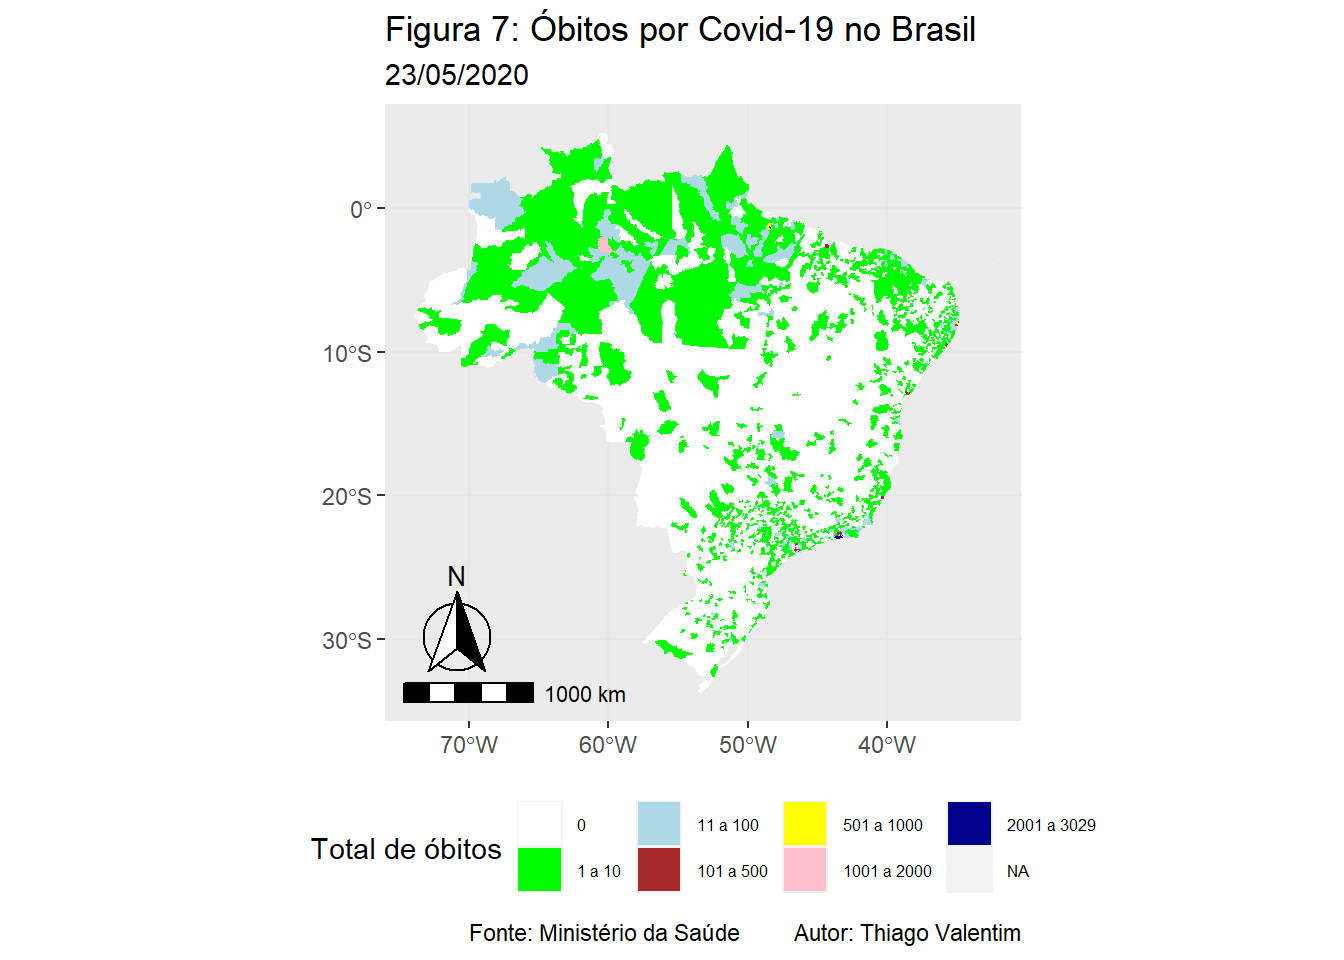 Figura 7: Óbitos por Covid-19 no Brasil
23/05/2020
0°
10°S
20°S
30°S
N
1000 km
70°W 60°W 50°W 40°W
Total de óbitos
0 11 a 100 501 a 1000 2001 a 3029
1 a 10 101 a 500 1001 a 2000 NA
Fonte: Ministério da Saúde Autor: Thiago Valentim